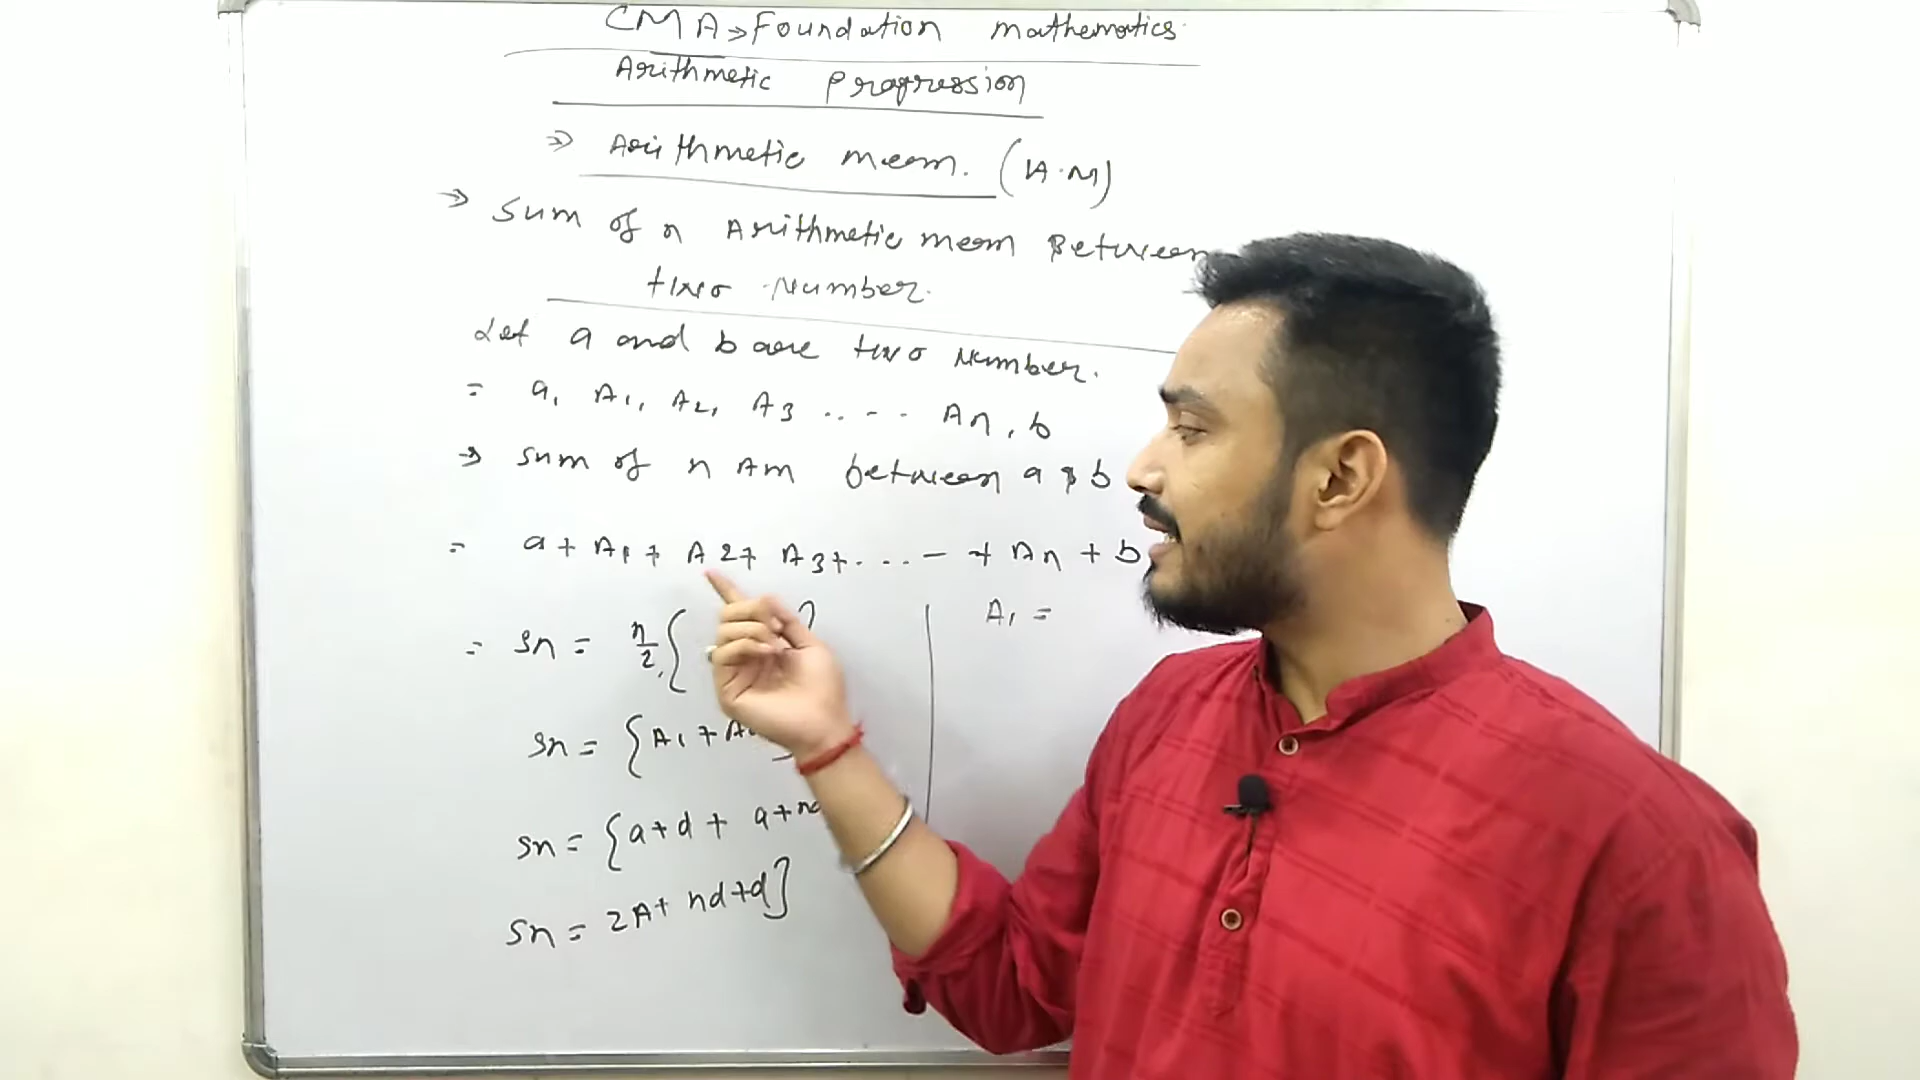 CMA → Foundation mathematics
Arithmetic Progression
⇒ Arithmetic mean. (A.M)
→ Sum of n Arithmetic mean Between
two Number.
Let a and b are two Number.
= a, A1, A2, A3 ..... An, b
→ sum of n AM between a & b
= a + A1 + A2 + A3 + ..... + An + b
= Sn = n/2 {
A1 =
Sn = {A1 + A
Sn = {a+d + a+n
Sn = 2A + nd+d]